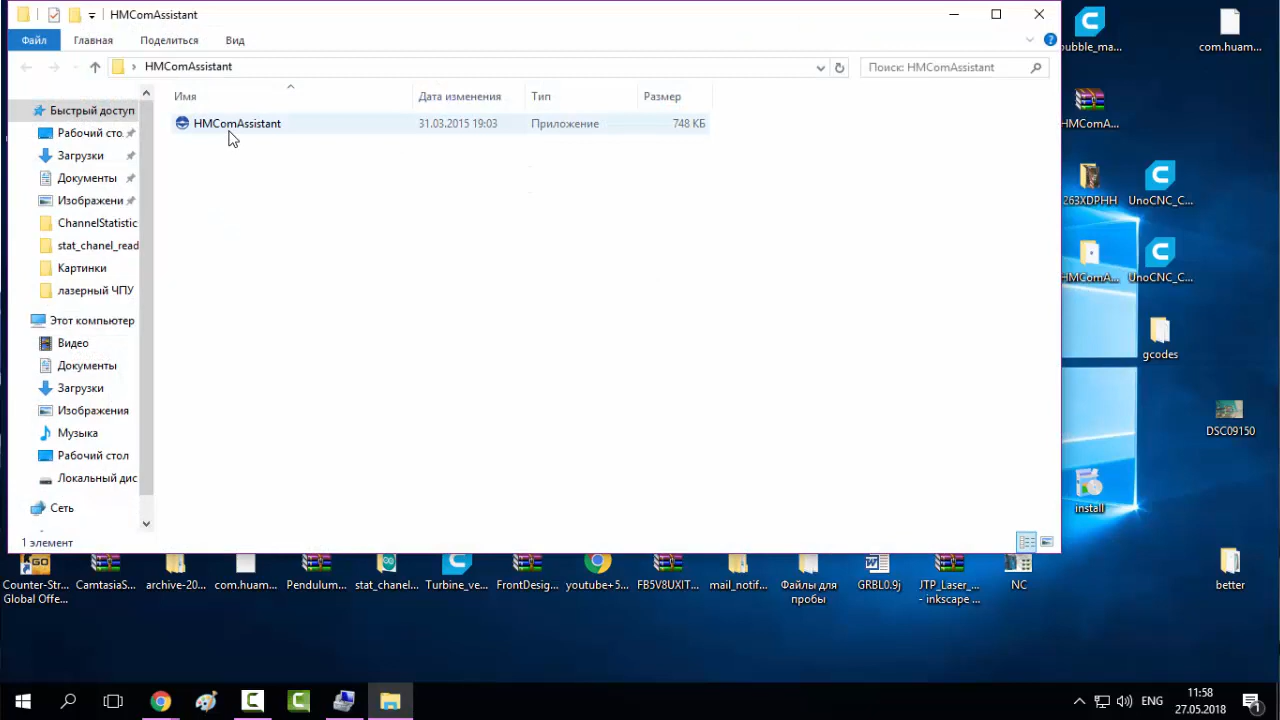 HMComAssistant
Файл
Главная
Поделиться
Вид
HMComAssistant
Поиск: HMComAssistant
Имя
Дата изменения
Тип
Размер
HMComAssistant
31.03.2015 19:03
Приложение
748 КБ
Быстрый доступ
Рабочий сто.
Загрузки
Документы
Изображени
ChannelStatistic
stat_chanel_read
Картинки
лазерный ЧПУ
Этот компьютер
Видео
Документы
Загрузки
Изображения
Музыка
Рабочий стол
Локальный дис
Сеть
1 элемент
bubble_ma...
com.huam...
HMComA...
263XDPHH
UnoCNC_C...
HMComA...
UnoCNC_C...
gcodes
DSC09150
install
GO
Counter-Str...
Global Offe...
CamtasiaS...
archive-20...
com.huam...
Pendulum...
stat_chanel...
Turbine_ve...
FrontDesign...
youtube+5...
FB5V8UXIT...
mail_notif...
Файлы для
пробы
GRBL0.9j
JTP_Laser_...
- inkscape ...
NC
better
ENG
11:58
27.05.2018
1